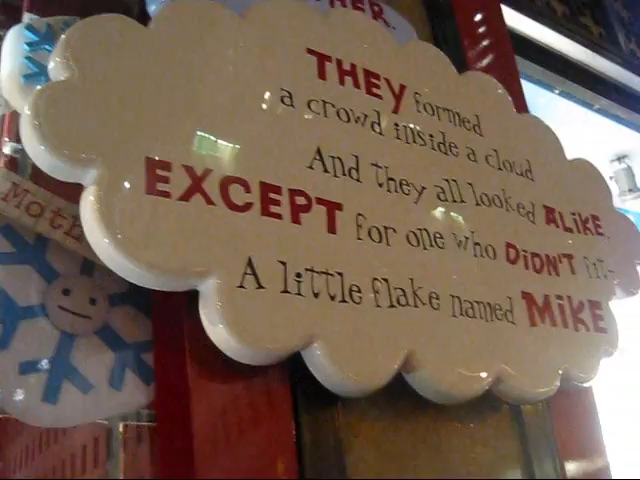 THEY formed
a crowd inside a cloud
And they all looked ALIKE,
EXCEPT for one who DIDN'T fit-
A little flake named MIKE